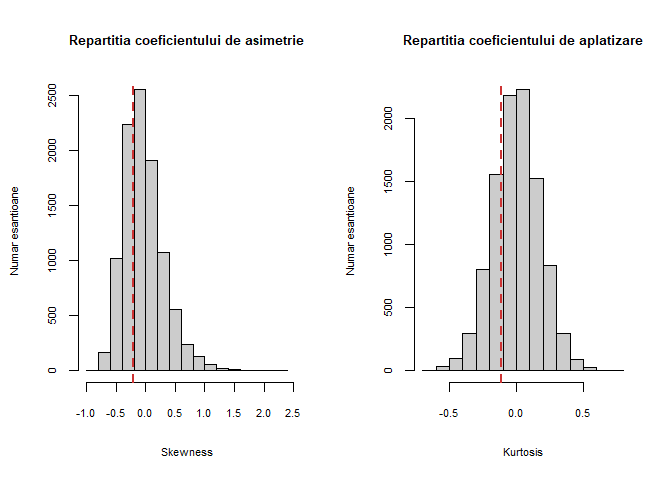 Repartitia coeficientului de asimetrie
Numar esantioane
0
500
1000
1500
2000
2500
-1.0 -0.5 0.0 0.5 1.0 1.5 2.0 2.5
Skewness
Repartitia coeficientului de aplatizare
Numar esantioane
0
500
1000
1500
2000
-0.5 0.0 0.5
Kurtosis